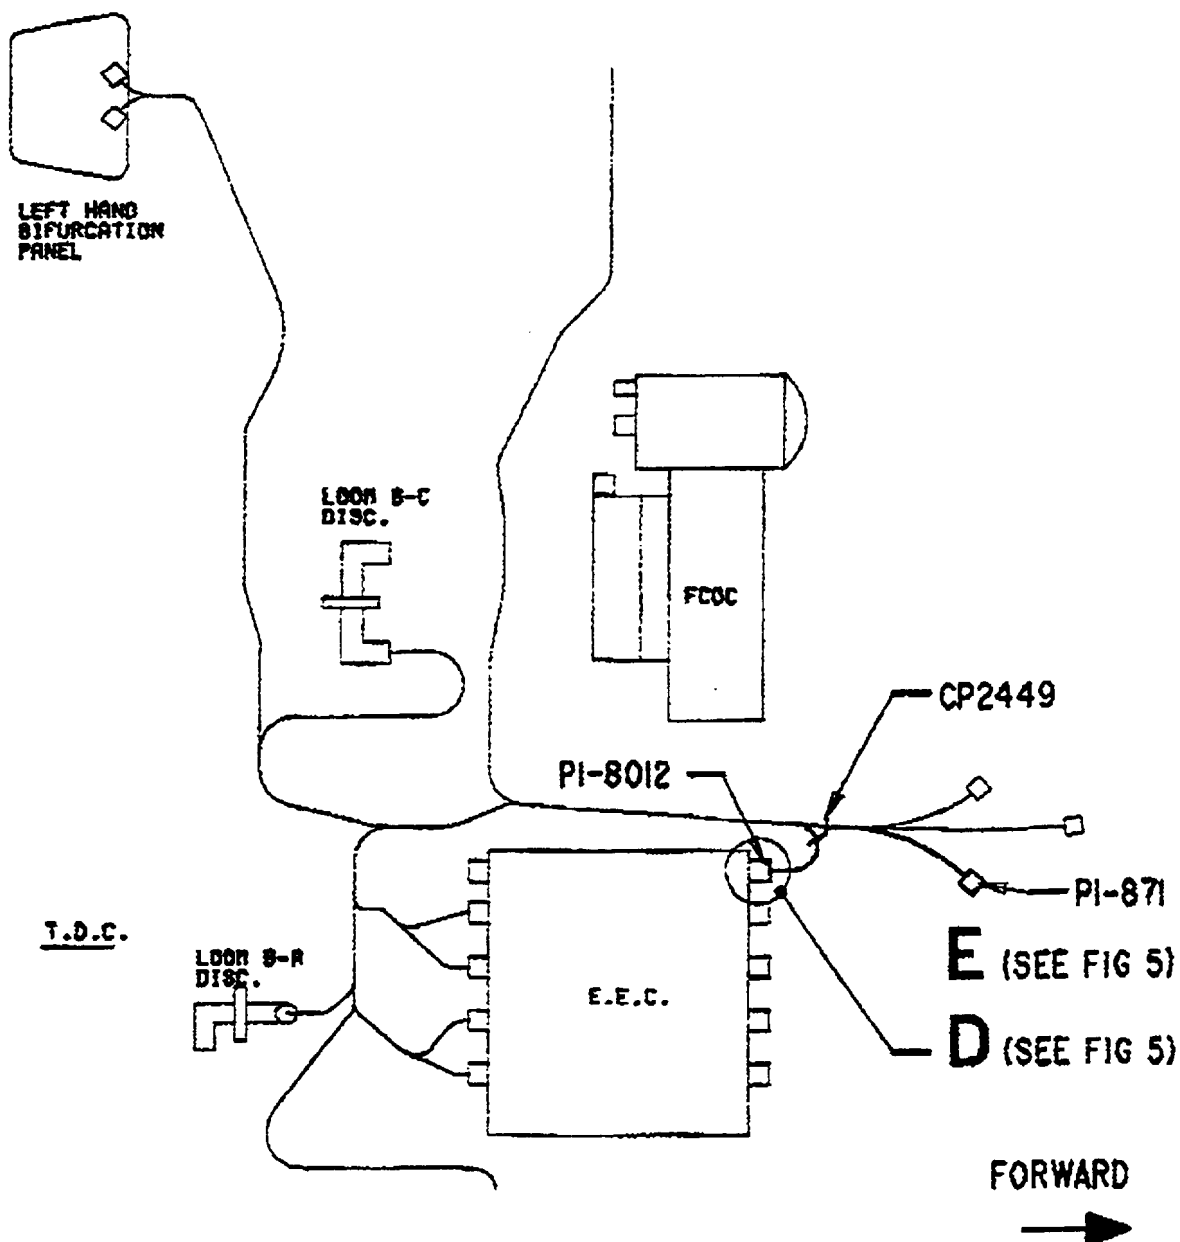 LEFT HAND
BIFURCATION
PANEL
LOOM B-C
DISC.
FCOC
CP2449
PI-8012
PI-871
T.D.C.
LOOM B-A
DISC.
E.E.C.
E (SEE FIG 5)
D (SEE FIG 5)
FORWARD